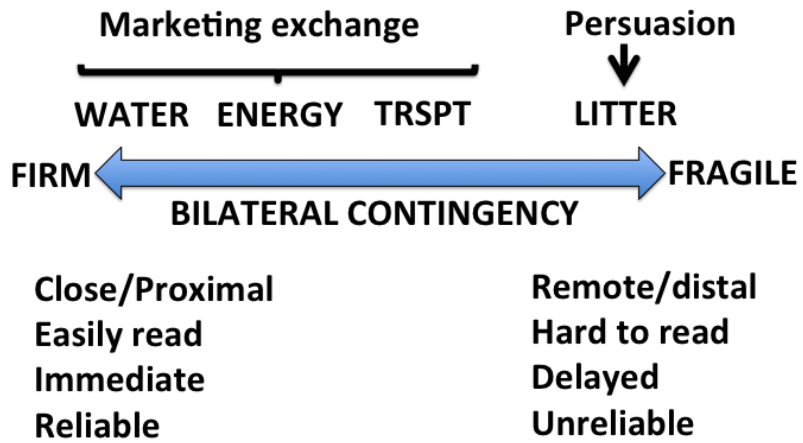 Marketing exchange Persuasion
WATER ENERGY TRSPT LITTER
FIRM FRAGILE
BILATERAL CONTINGENCY
Close/Proximal Remote/distal
Easily read Hard to read
Immediate Delayed
Reliable Unreliable